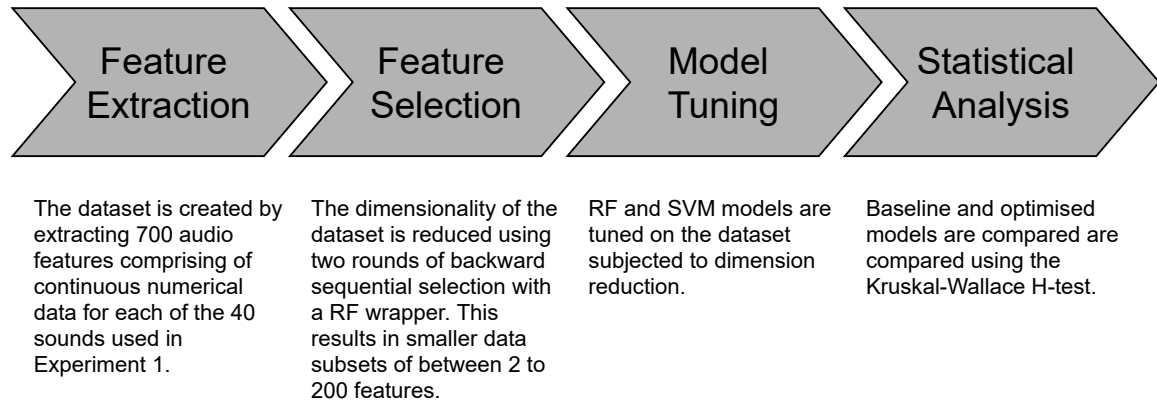 Feature
Extraction
Feature
Selection
Model
Tuning
Statistical
Analysis
The dataset is created by
extracting 700 audio
features comprising of
continuous numerical
data for each of the 40
sounds used in
Experiment 1.
The dimensionality of the
dataset is reduced using
two rounds of backward
sequential selection with
a RF wrapper. This
results in smaller data
subsets of between 2 to
200 features.
RF and SVM models are
tuned on the dataset
subjected to dimension
reduction.
Baseline and optimised
models are compared are
compared using the
Kruskal-Wallace H-test.